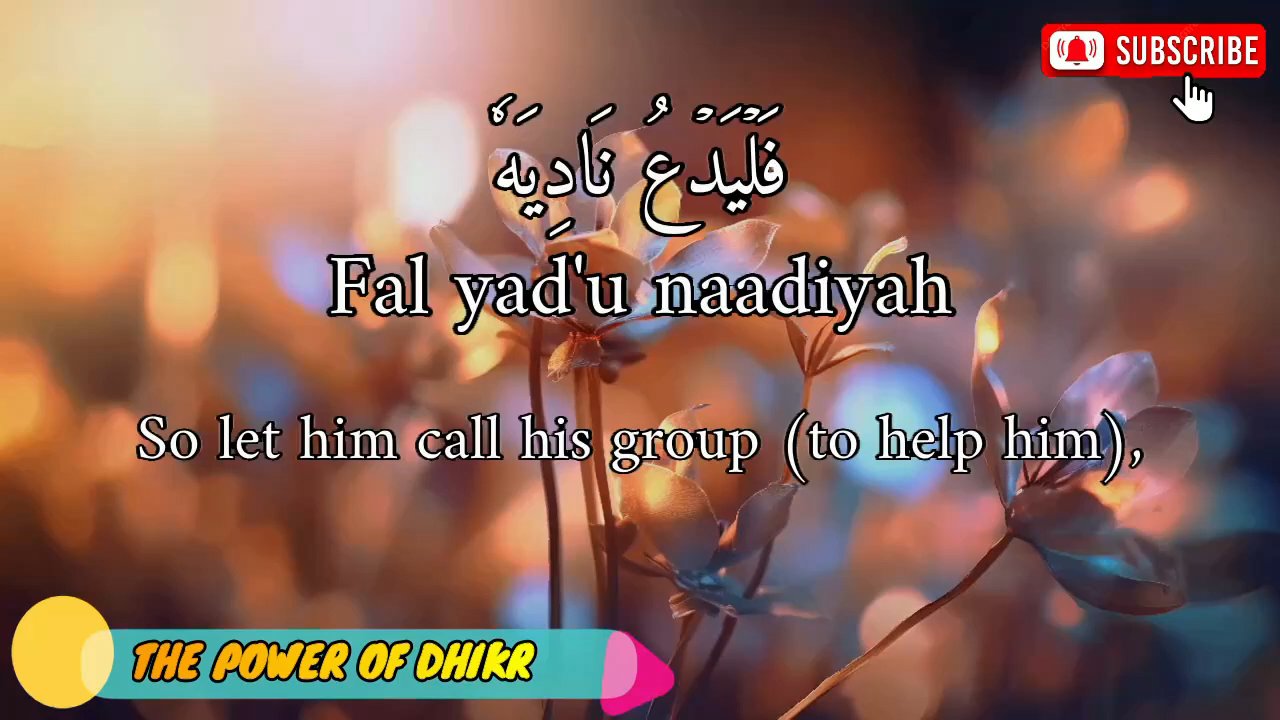 SUBSCRIBE
فَلۡيَدۡعُ نَادِيَهٗ
Fal yad'u naadiyah
So let him call his group (to help him),
THE POWER OF DHIKR